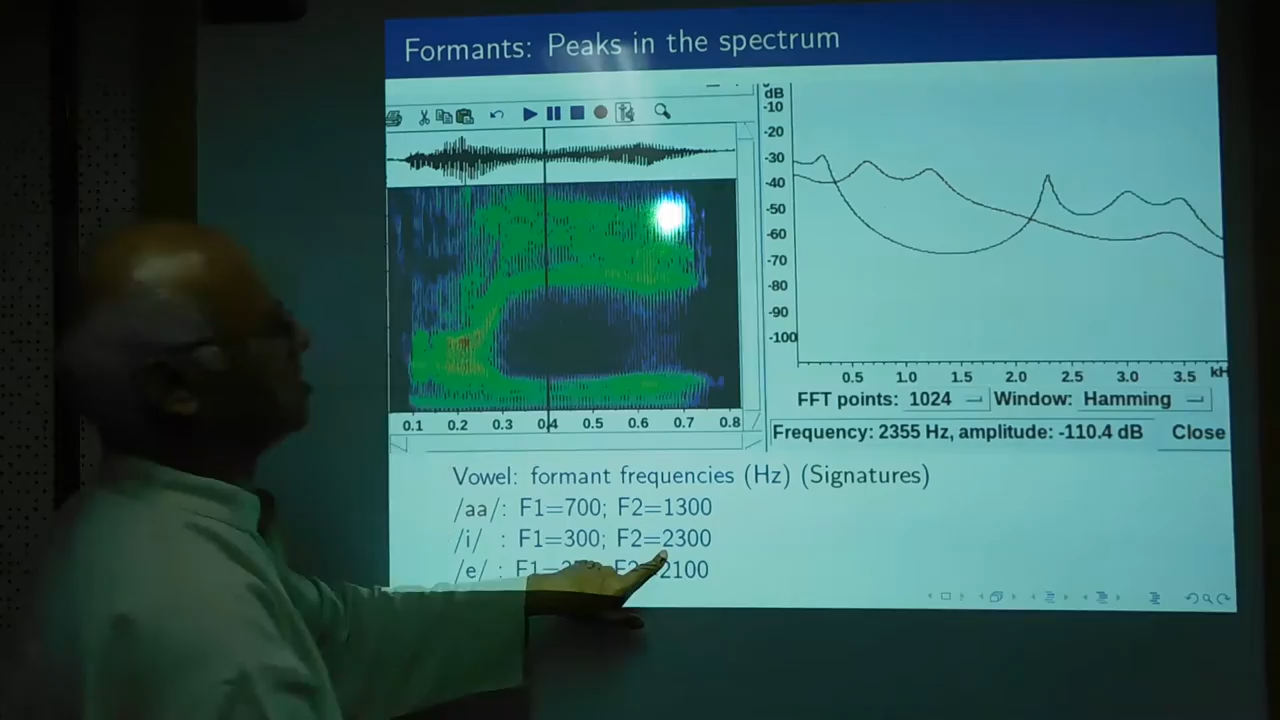 Formants: Peaks in the spectrum
dB
-10
-20
-30
-40
-50
-60
-70
-80
-90
-100
0.5 1.0 1.5 2.0 2.5 3.0 3.5 kH
0.1 0.2 0.3 0.4 0.5 0.6 0.7 0.8
FFT points: 1024 Window: Hamming
Frequency: 2355 Hz, amplitude: -110.4 dB Close
Vowel: formant frequencies (Hz) (Signatures)
/aa/: F1=700; F2=1300
/i/ : F1=300; F2=2300
/e/ : 2100